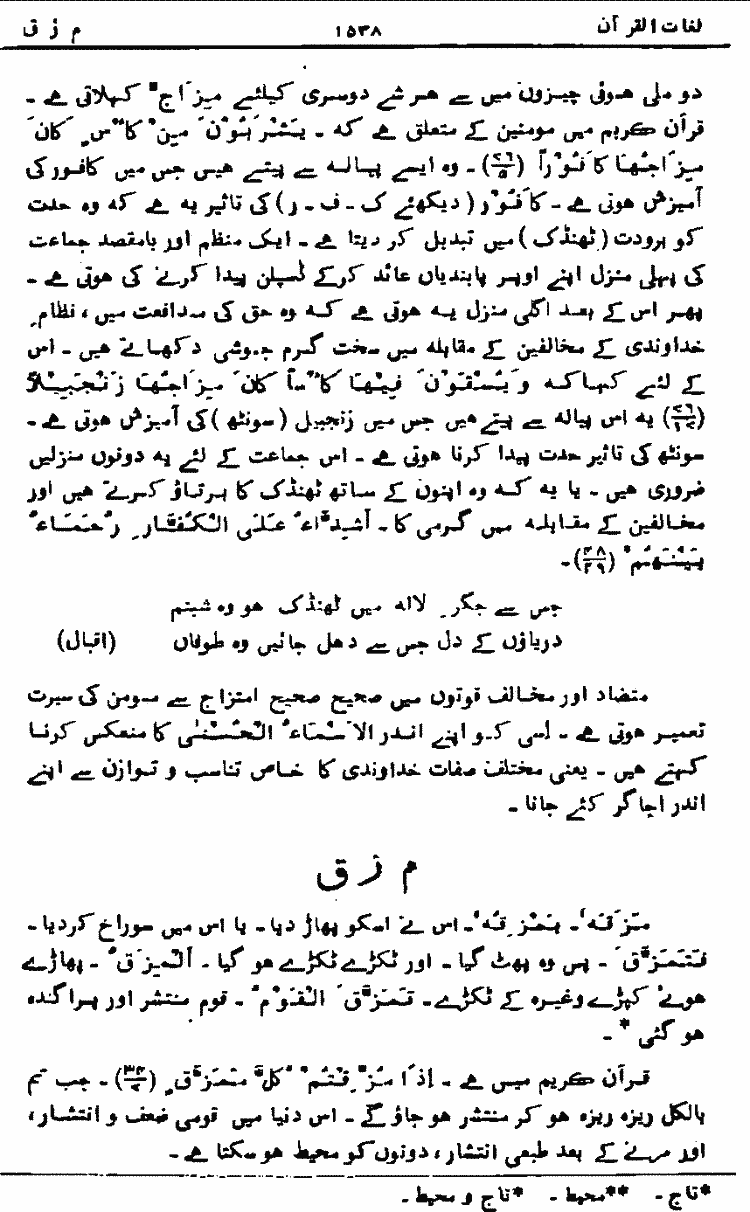 لغات القرآن ۱۵۳۸ م ز ق
دو ملی ہوئی چیزوں میں سے ہر شے دوسری کیلئے مِزَاجٌ کہلاتی ہے ۔
قرآن کریم میں مومنین کے متعلق ہے کہ ۔ يَشْرَبُوْنَ مِنْ كَاْسٍ كَانَ
مِزَاجُهَا كَافُوْراً (۷۶/۵) ۔ وہ ایسے پیالہ سے پیتے ہیں جس میں کافور کی
آمیزش ہوتی ہے ۔ كَافُوْر (دیکھئے ک ۔ ف ۔ ر) کی تاثیر یہ ہے کہ وہ حدت
کو برودت (ٹھنڈک) میں تبدیل کر دیتا ہے ۔ ایک منظم اور بامقصد جماعت
کی پہلی منزل اپنے اوپر پابندیاں عائد کرکے ڈسپلن پیدا کرنے کی ہوتی ہے ۔
پھر اس کے بعد اگلی منزل یہ ہوتی ہے کہ وہ حق کی مدافعت میں ، نظامِ
خداوندی کے مخالفین کے مقابلہ میں سخت گرم جوشی دکھاتے ہیں ۔ اس
کے لئے کہا کہ وَيُسْقَوْنَ فِيْهَا كَاْساً كَانَ مِزَاجُهَا زَنْجَبِيْلاً
(۷۶/۱۷) یہ اس پیالہ سے پیتے ہیں جس میں زنجبیل (سونٹھ) کی آمیزش ہوتی ہے ۔
سونٹھ کی تاثیر حدت پیدا کرنا ہوتی ہے ۔ اس جماعت کے لئے یہ دونوں منزلیں
ضروری ہیں ۔ یا یہ کہ وہ اپنوں کے ساتھ ٹھنڈک کا برتاؤ کرتے ہیں اور
مخالفین کے مقابلہ میں گرمی کا ۔ أَشِدَّاءُ عَلَى الْكُفَّارِ رُحَمَاءُ
بَيْنَهُمْ (۴۸/۲۹) ۔
جس سے جگرِ لالہ میں ٹھنڈک ہو وہ شبنم
دریاؤں کے دل جس سے دھل جائیں وہ طوفاں (اقبال)
متضاد اور مخالف قوتوں میں صحیح صحیح امتزاج سے مومن کی سیرت
تعمیر ہوتی ہے ۔ اسی کو اپنے اندر الْاَسْمَاءُ الْحُسْنٰى کا منعکس کرنا
کہتے ہیں ۔ یعنی مختلف صفات خداوندی کا خاص تناسب و توازن سے اپنے
اندر اجاگر کئے جانا ۔
م ز ق
مَزَقَهُ ۔ يَمْزِقُهُ ۔ اس نے اسکو پھاڑ دیا ۔ یا اس میں سوراخ کردیا ۔
فَتَمَزَّقَ ۔ پس وہ پھٹ گیا ۔ اور ٹکڑے ٹکڑے ہو گیا ۔ اَلْمِزَقُ ۔ پھاڑے
ہوئے کپڑے وغیرہ کے ٹکڑے ۔ تَمَزَّقَ الْقَوْمُ ۔ قوم منتشر اور پراگندہ
ہو گئی * ۔
قرآن کریم میں ہے ۔ اِذَا مُزِّقْتُمْ كُلَّ مُمَزَّقٍ (۳۴/۷) ۔ جب تم
بالکل ریزہ ریزہ ہو کر منتشر ہو جاؤ گے ۔ اس دنیا میں قومی ضعف و انتشار،
اور مرنے کے بعد طبعی انتشار، دونوں کو محیط ہو سکتا ہے ۔
*تاج ۔ **محیط ۔ *تاج و محیط ۔